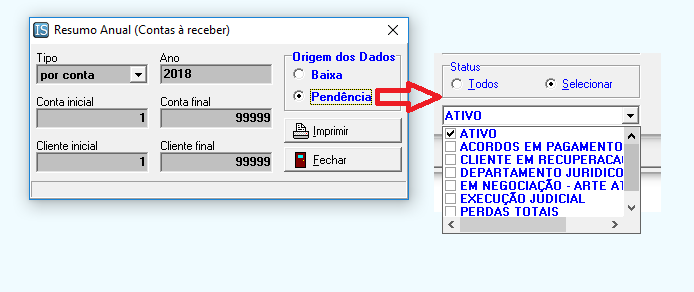 IS Resumo Anual (Contas à receber)
Tipo
Ano
Origem dos Dados
por conta
2018
Baixa
Pendência
Conta inicial
Conta final
1
99999
Imprimir
Cliente inicial
Cliente final
1
99999
Fechar
Status
Todos
Selecionar
ATIVO
ATIVO
ACORDOS EM PAGAMENTO
CLIENTE EM RECUPERACA
DEPARTAMENTO JURIDICO
EM NEGOCIAÇÃO - ARTE AT
EXECUÇÃO JUDICIAL
PERDAS TOTAIS